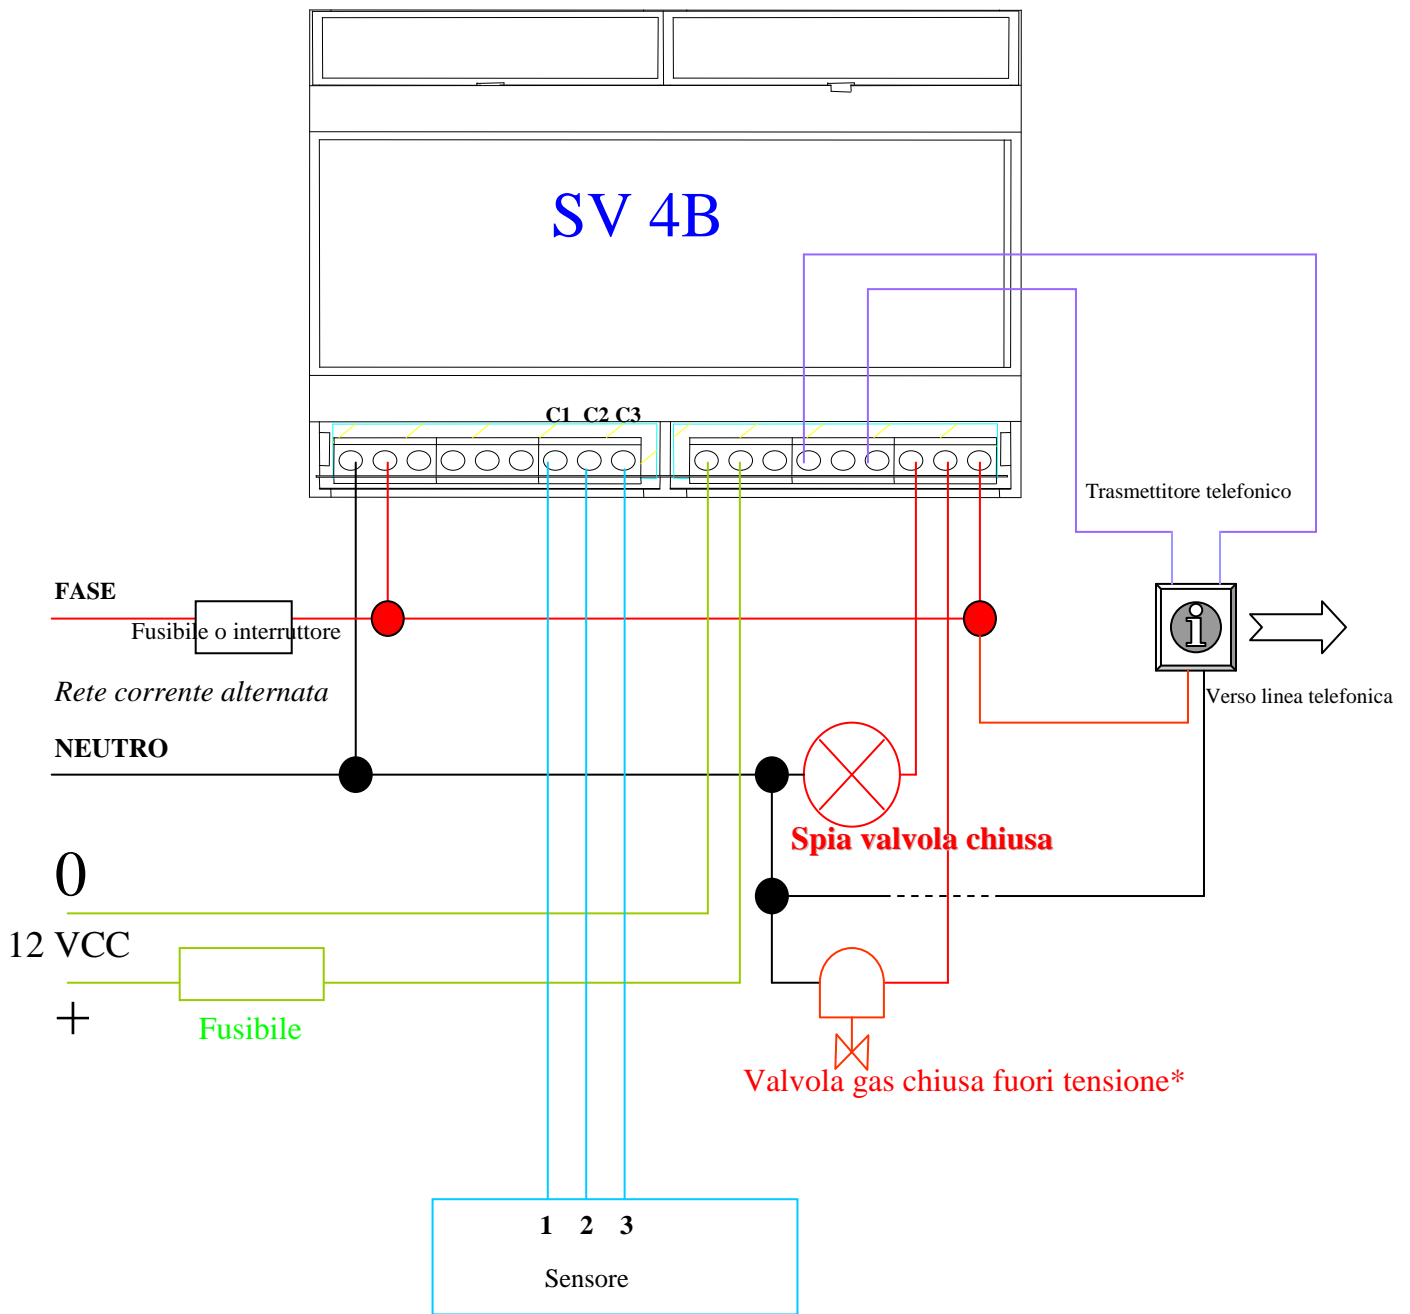 SV 4B
C1 C2 C3
Trasmettitore telefonico
FASE
Fusibile o interruttore
Rete corrente alternata
Verso linea telefonica
NEUTRO
Spia valvola chiusa
0
12 VCC
+
Fusibile
Valvola gas chiusa fuori tensione*
1 2 3
Sensore